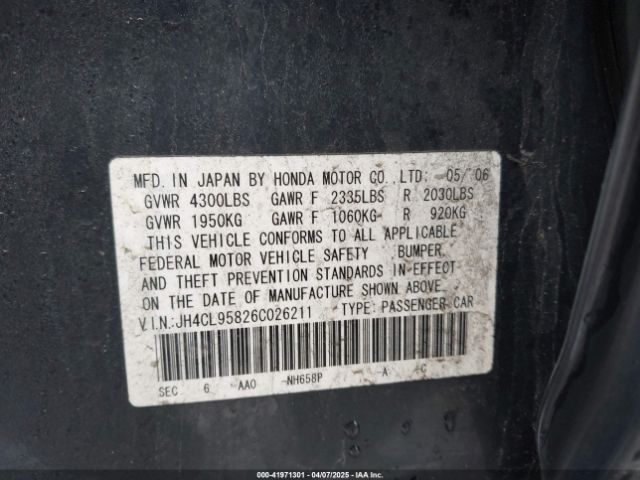 MFD. IN JAPAN BY HONDA MOTOR CO.,LTD: 05/06
GVWR 4300LBS GAWR F 2335LBS R 2030LBS
GVWR 1950KG GAWR F 1060KG R 920KG
THIS VEHICLE CONFORMS TO ALL APPLICABLE
FEDERAL MOTOR VEHICLE SAFETY BUMPER
AND THEFT PREVENTION STANDARDS IN EFFECT
ON THE DATE OF MANUFACTURE SHOWN ABOVE.
V.I.N.:JH4CL95826C026211 TYPE: PASSENGER CAR
SEC 6 AA0 NH658P A C
00-41971301 - 04/07/2025 - IAA Inc.